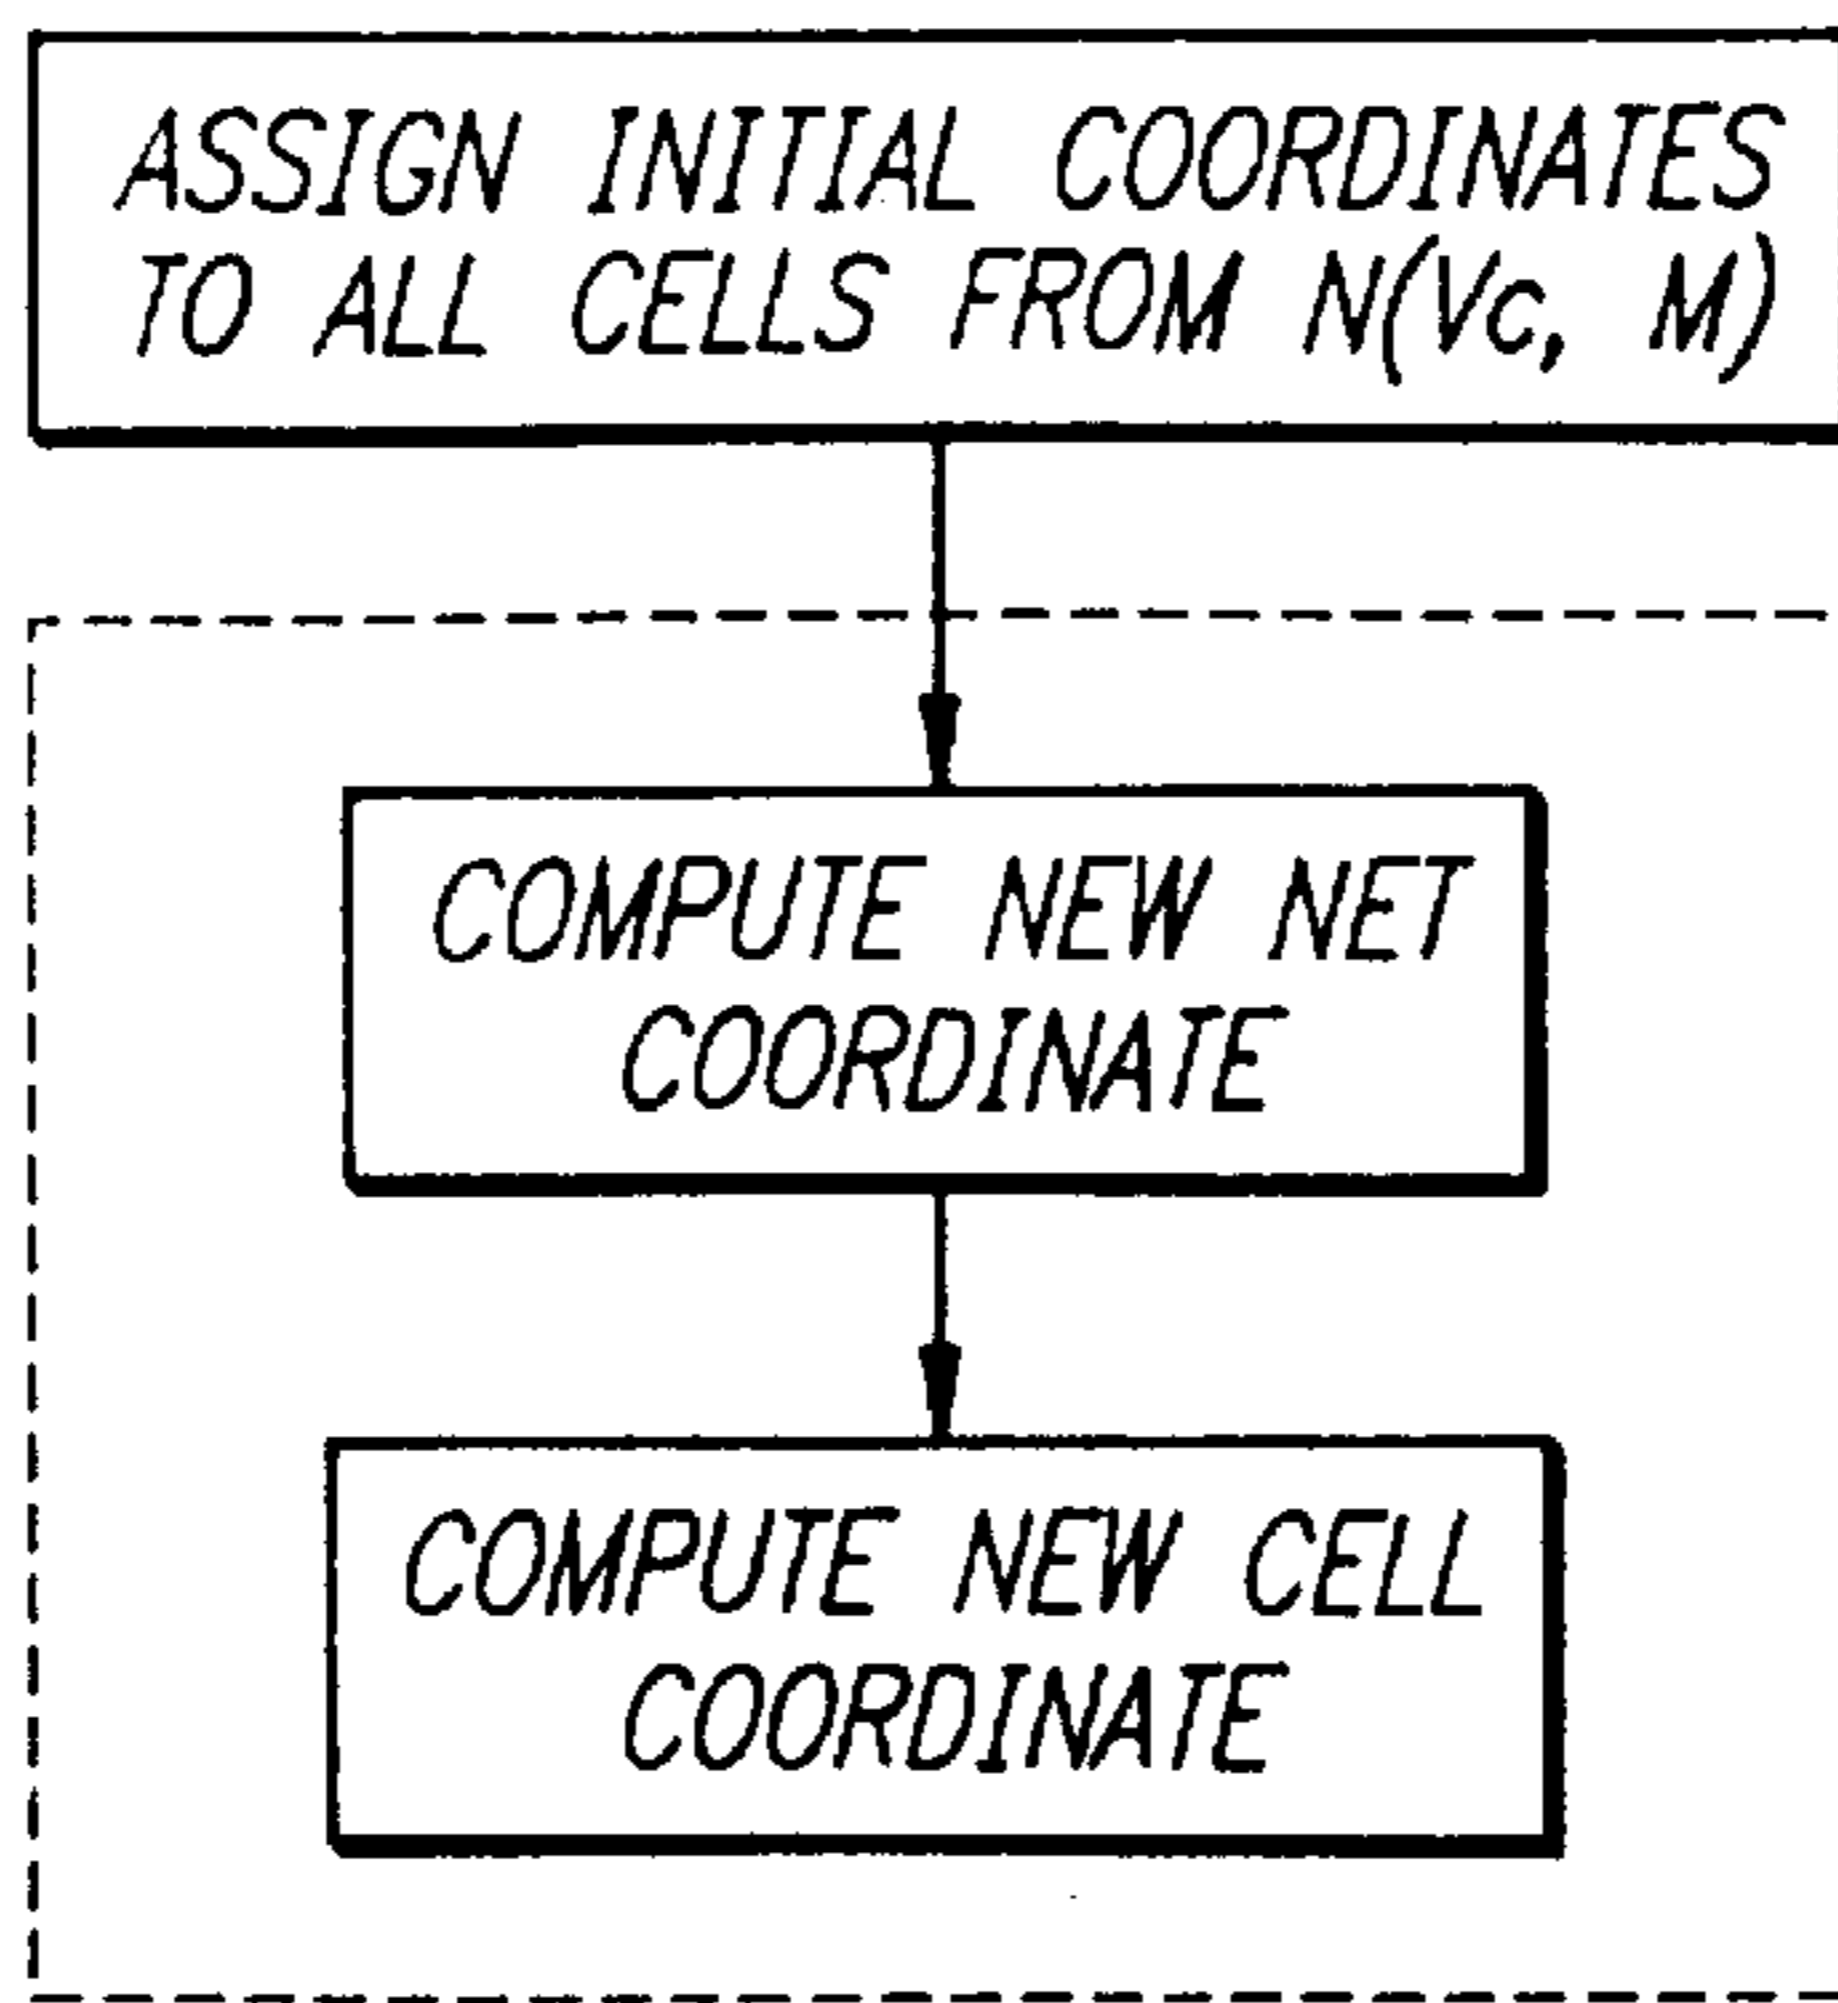 ASSIGN INITIAL COORDINATES
TO ALL CELLS FROM N(Vc, M)
COMPUTE NEW NET
COORDINATE
COMPUTE NEW CELL
COORDINATE